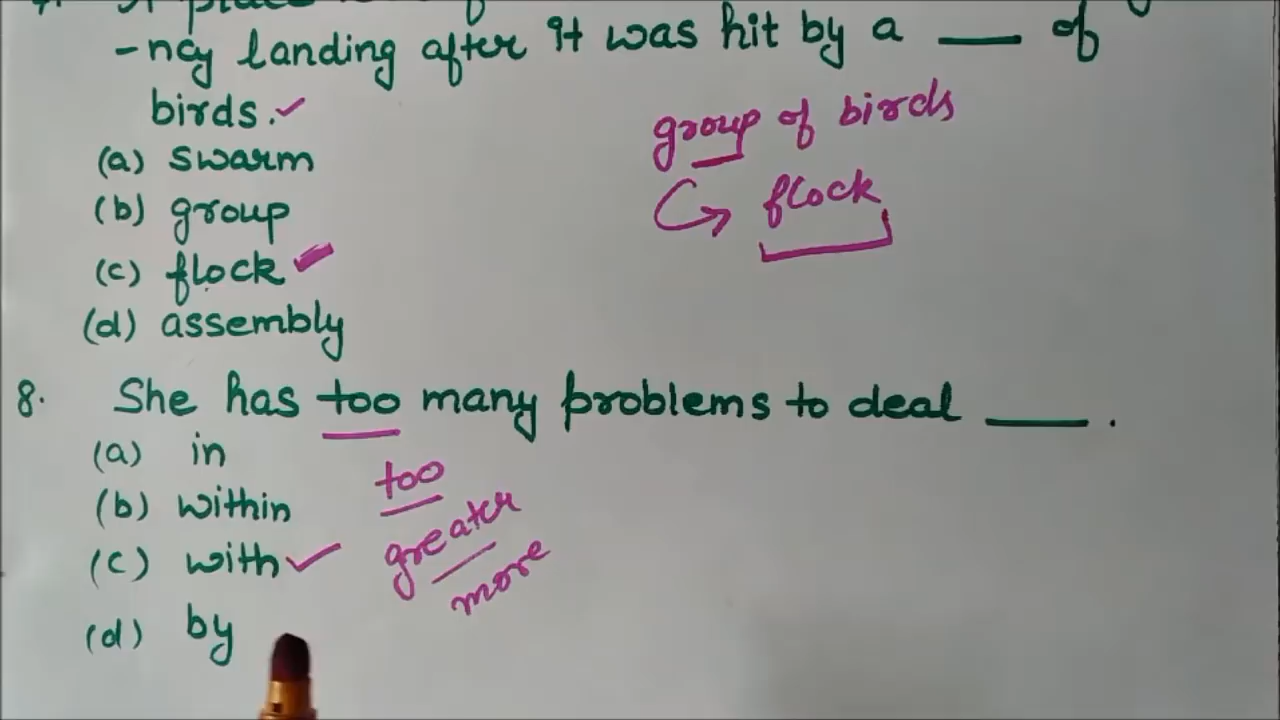 -ncy landing after it was hit by a ___ of
birds. ✓
group of birds
(a) swarm
flock
(b) group
(c) flock ✓
(d) assembly
8. She has too many problems to deal ___ .
(a) in
too
(b) within
greater
(c) with ✓
more
(d) by